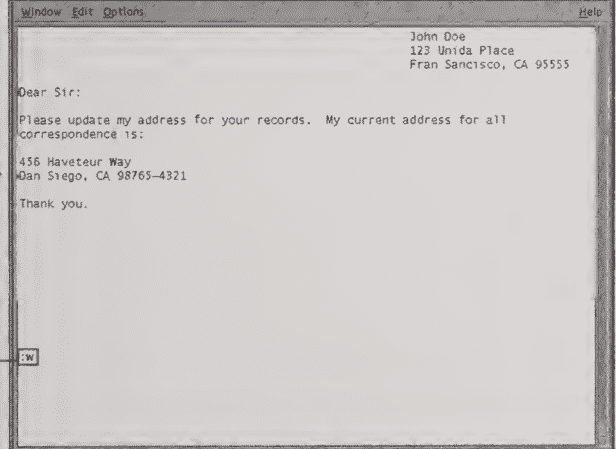 Window Edit Options Help
John Doe
123 Unida Place
Fran Sancisco, CA 95555
Dear Sir:
Please update my address for your records. My current address for all
correspondence is:
456 Haveteur Way
Dan Siego, CA 98765-4321
Thank you.
:w